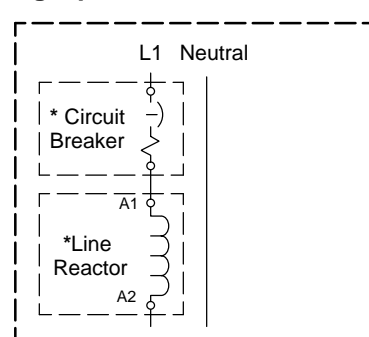 L1 Neutral
* Circuit
Breaker
A1
*Line
Reactor
A2